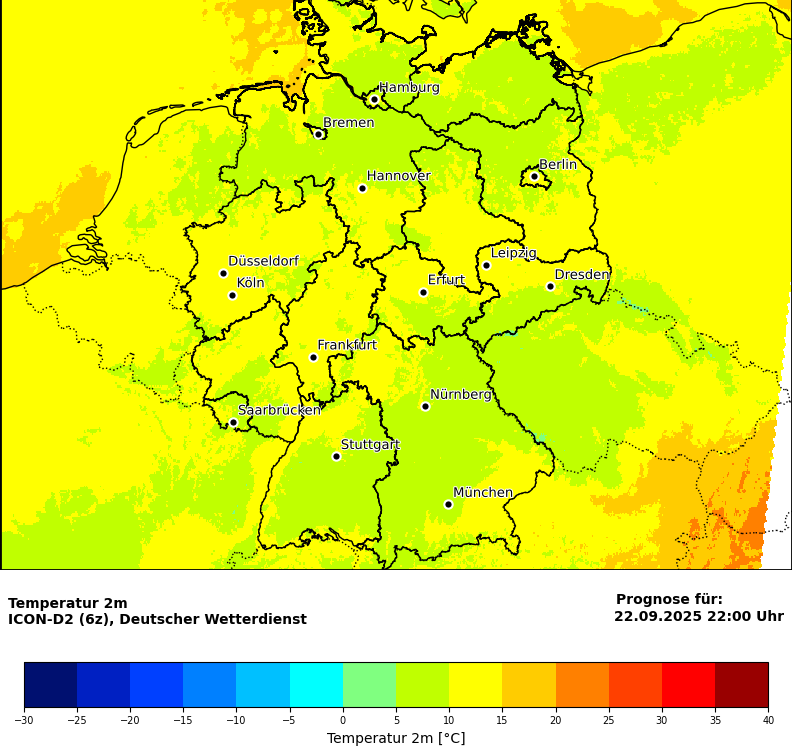 Hamburg
Bremen
Berlin
Hannover
Leipzig
Düsseldorf
Dresden
Köln
Erfurt
Frankfurt
Nürnberg
Saarbrücken
Stuttgart
München
Temperatur 2m
ICON-D2 (6z), Deutscher Wetterdienst
Prognose für:
22.09.2025 22:00 Uhr
−30 −25 −20 −15 −10 −5 0 5 10 15 20 25 30 35 40
Temperatur 2m [°C]